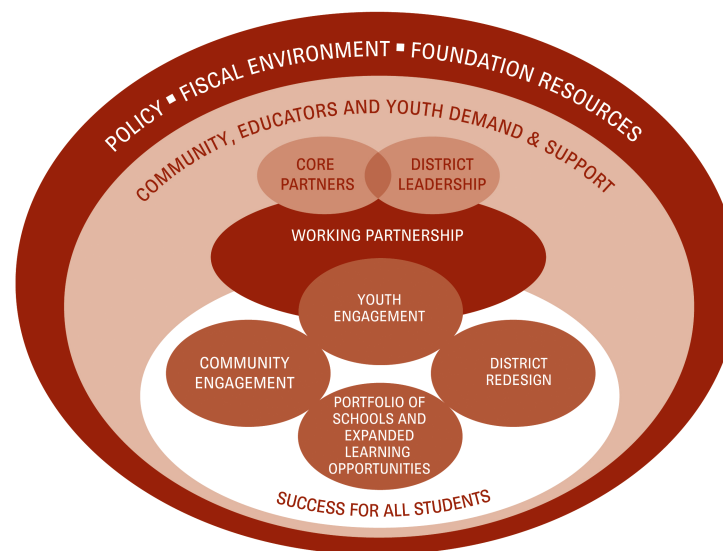 POLICY ▪ FISCAL ENVIRONMENT ▪ FOUNDATION RESOURCES
COMMUNITY, EDUCATORS AND YOUTH DEMAND & SUPPORT
CORE
PARTNERS
DISTRICT
LEADERSHIP
WORKING PARTNERSHIP
YOUTH
ENGAGEMENT
COMMUNITY
ENGAGEMENT
DISTRICT
REDESIGN
PORTFOLIO OF
SCHOOLS AND
EXPANDED
LEARNING
OPPORTUNITIES
SUCCESS FOR ALL STUDENTS